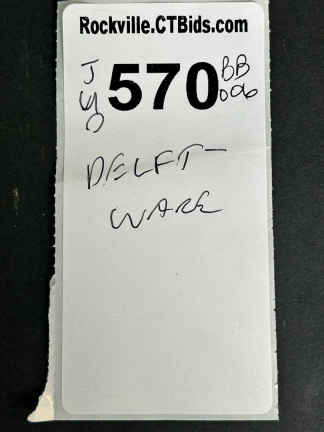 Rockville.CTBids.com
570
BB
006
DELFT-
WARE